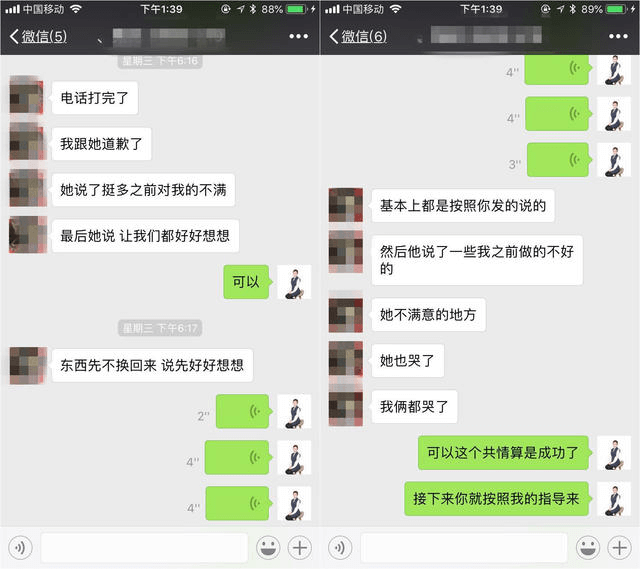 中国移动
下午1:39
88%
微信(5)
星期三 下午6:16
电话打完了
我跟她道歉了
她说了挺多之前对我的不满
最后她说 让我们都好好想想
可以
星期三 下午6:17
东西先不换回来 说先好好想想
2''
4''
4''
中国移动
下午1:39
89%
微信(6)
4''
4''
3''
基本上都是按照你发的说的
然后他说了一些我之前做的不好
的
她不满意的地方
她也哭了
我俩都哭了
可以这个共情算是成功了
接下来你就按照我的指导来